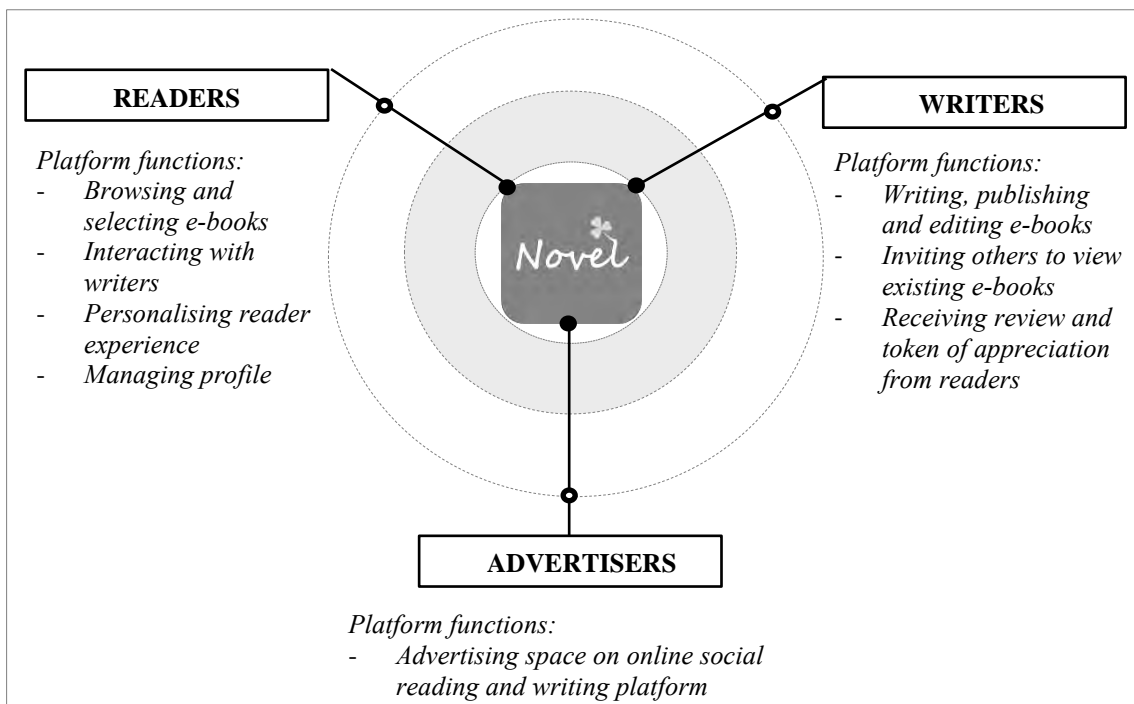 READERS
Platform functions:
- Browsing and
selecting e-books
- Interacting with
writers
- Personalising reader
experience
- Managing profile
Novel
WRITERS
Platform functions:
- Writing, publishing
and editing e-books
- Inviting others to view
existing e-books
- Receiving review and
token of appreciation
from readers
ADVERTISERS
Platform functions:
- Advertising space on online social
reading and writing platform